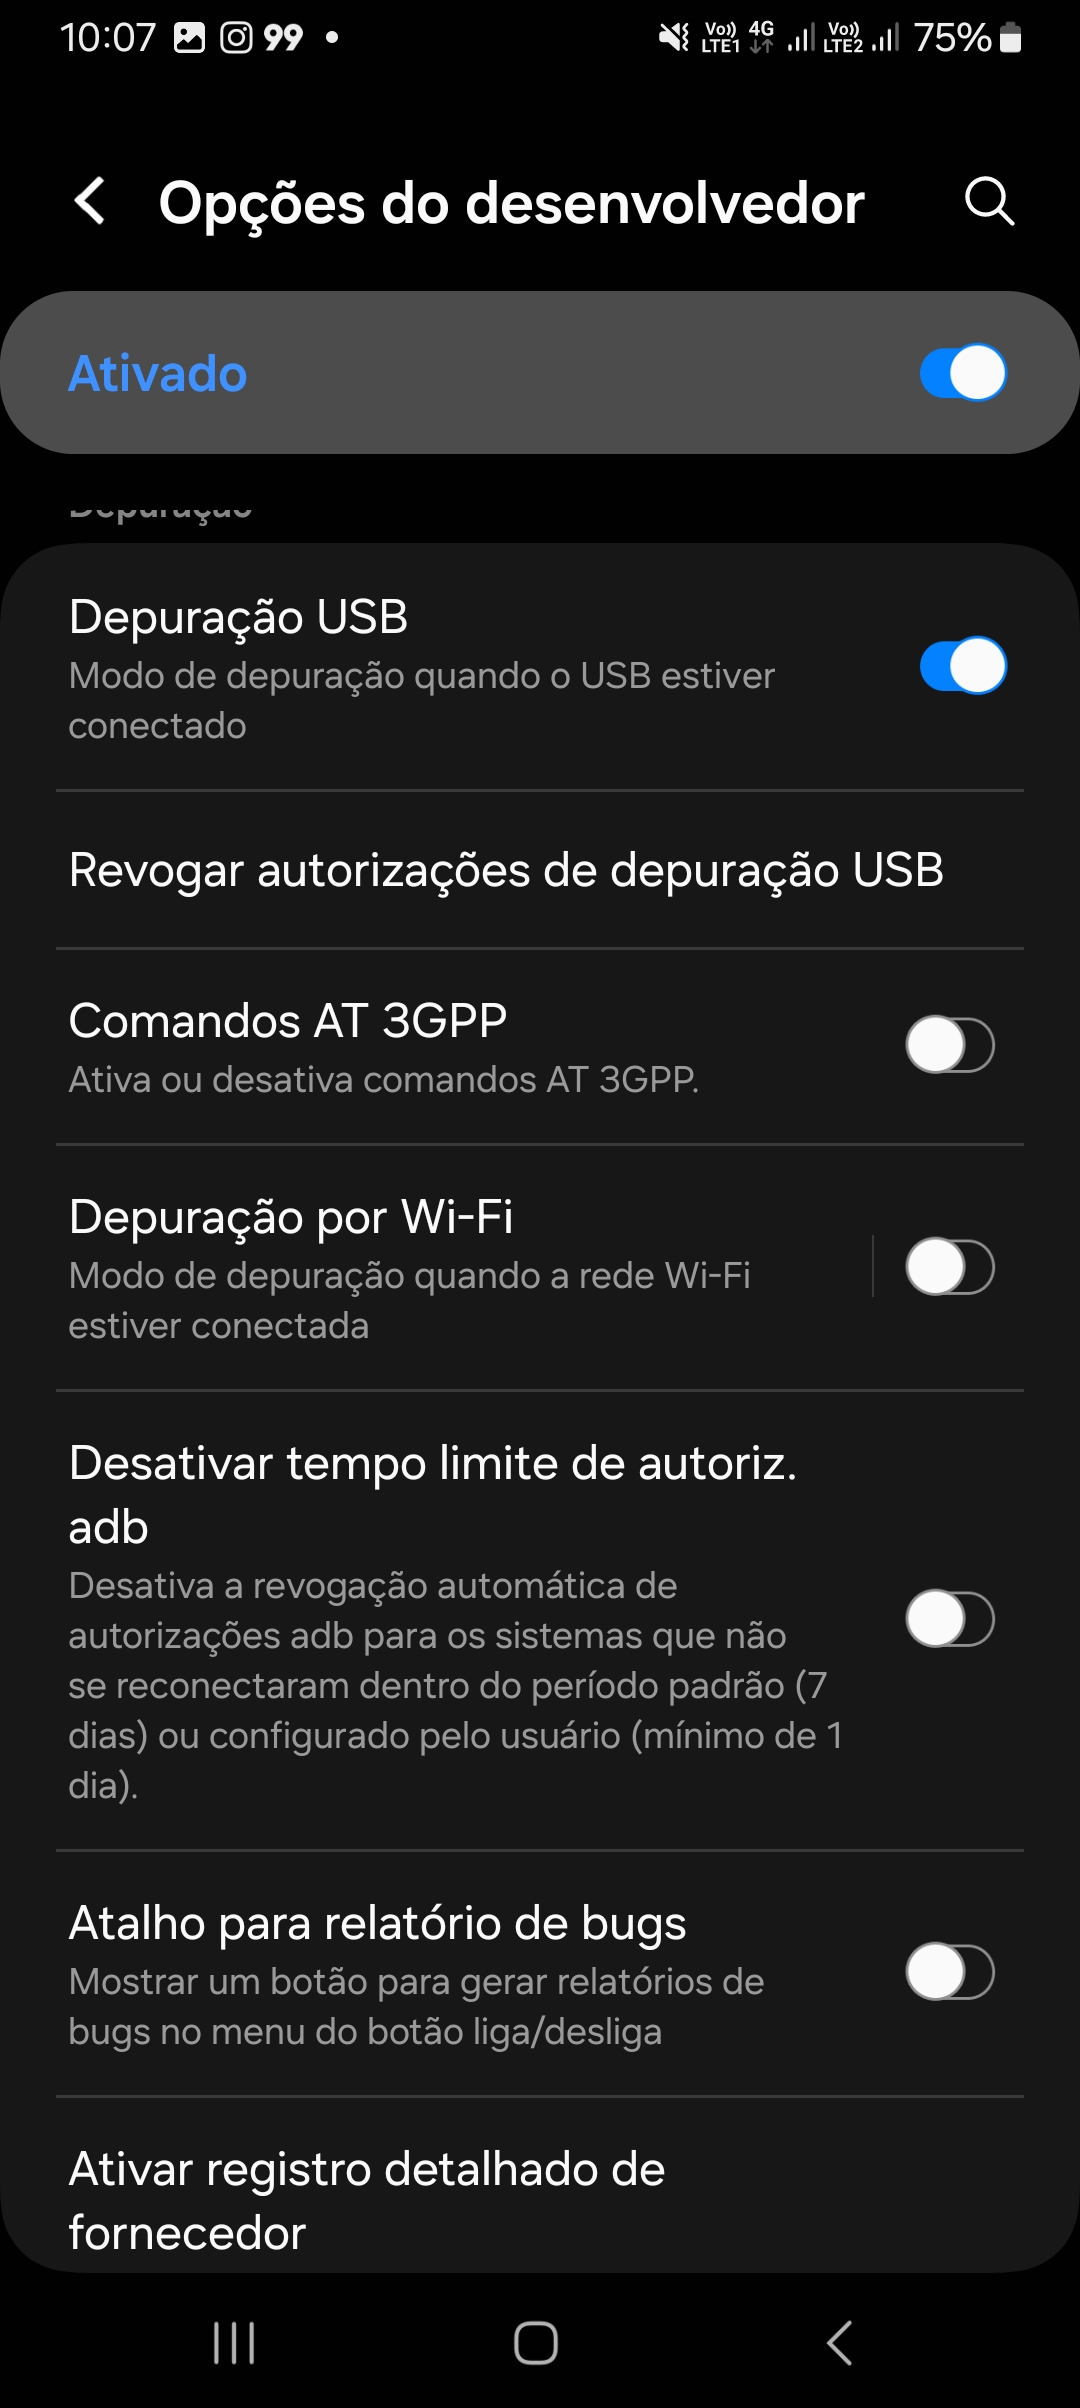 10:07 99 Vo)) LTE1 4G Vo)) LTE2 75%
Opções do desenvolvedor
Ativado
Depuração
Depuração USB
Modo de depuração quando o USB estiver
conectado
Revogar autorizações de depuração USB
Comandos AT 3GPP
Ativa ou desativa comandos AT 3GPP.
Depuração por Wi-Fi
Modo de depuração quando a rede Wi-Fi
estiver conectada
Desativar tempo limite de autoriz.
adb
Desativa a revogação automática de
autorizações adb para os sistemas que não
se reconectaram dentro do período padrão (7
dias) ou configurado pelo usuário (mínimo de 1
dia).
Atalho para relatório de bugs
Mostrar um botão para gerar relatórios de
bugs no menu do botão liga/desliga
Ativar registro detalhado de
fornecedor